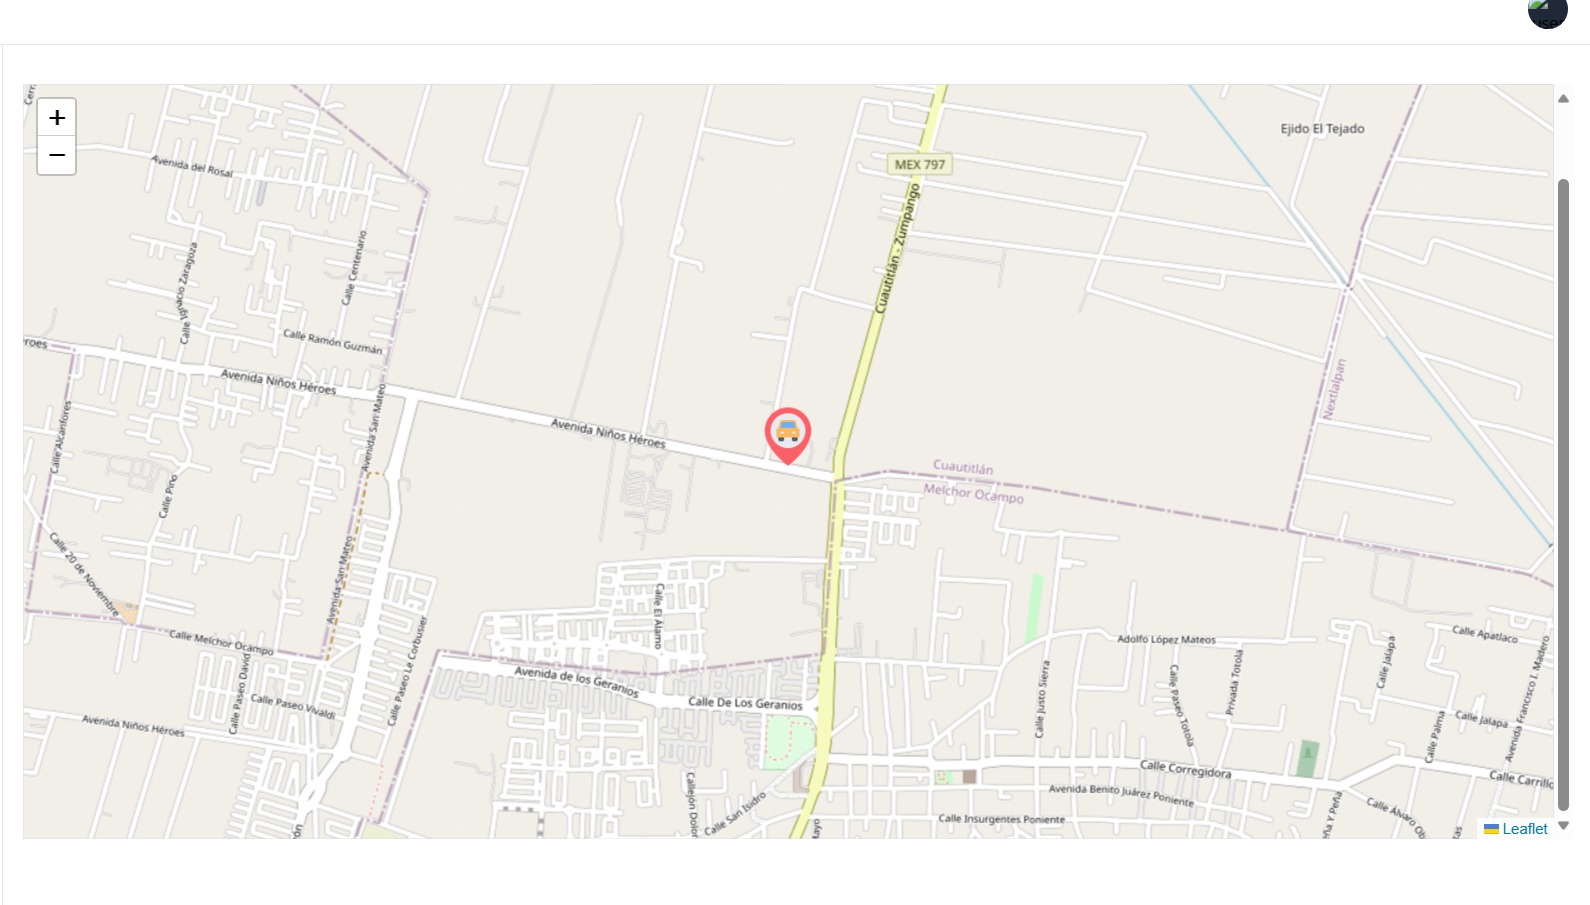 user
+
−
Ejido El Tejado
MEX 797
Avenida del Rosal
Cuautitlán - Zumpango
Calle Centenario
Calle Ignacio Zaragoza
Calle Ramón Guzmán
Avenida Niños Héroes
Avenida San Mateo
Nextlalpan
Calle Alcanfores
Avenida Niños Héroes
Cuautitlán
Melchor Ocampo
Calle Pino
Calle 20 de Noviembre
Avenida San Mateo
Calle El Álamo
Calle Melchor Ocampo
Calle Paseo Le Corbusier
Adolfo López Mateos
Calle Apatlaco
Calle Jalapa
Calle Paseo David
Avenida de los Geranios
Calle Justo Sierra
Calle Paseo Totola
Privada Totola
Avenida Francisco I. Madero
Calle Paseo Vivaldi
Calle De Los Geranios
Avenida Niños Héroes
Calle Jalapa
Calle Palma
Calle Corregidora
Calle Carrillo
Callejón Dolor
Calle San Isidro
Avenida Benito Juárez Poniente
Calle Insurgentes Poniente
Calle Álvaro Ob
ña Y Peña
Mayo
Leaflet